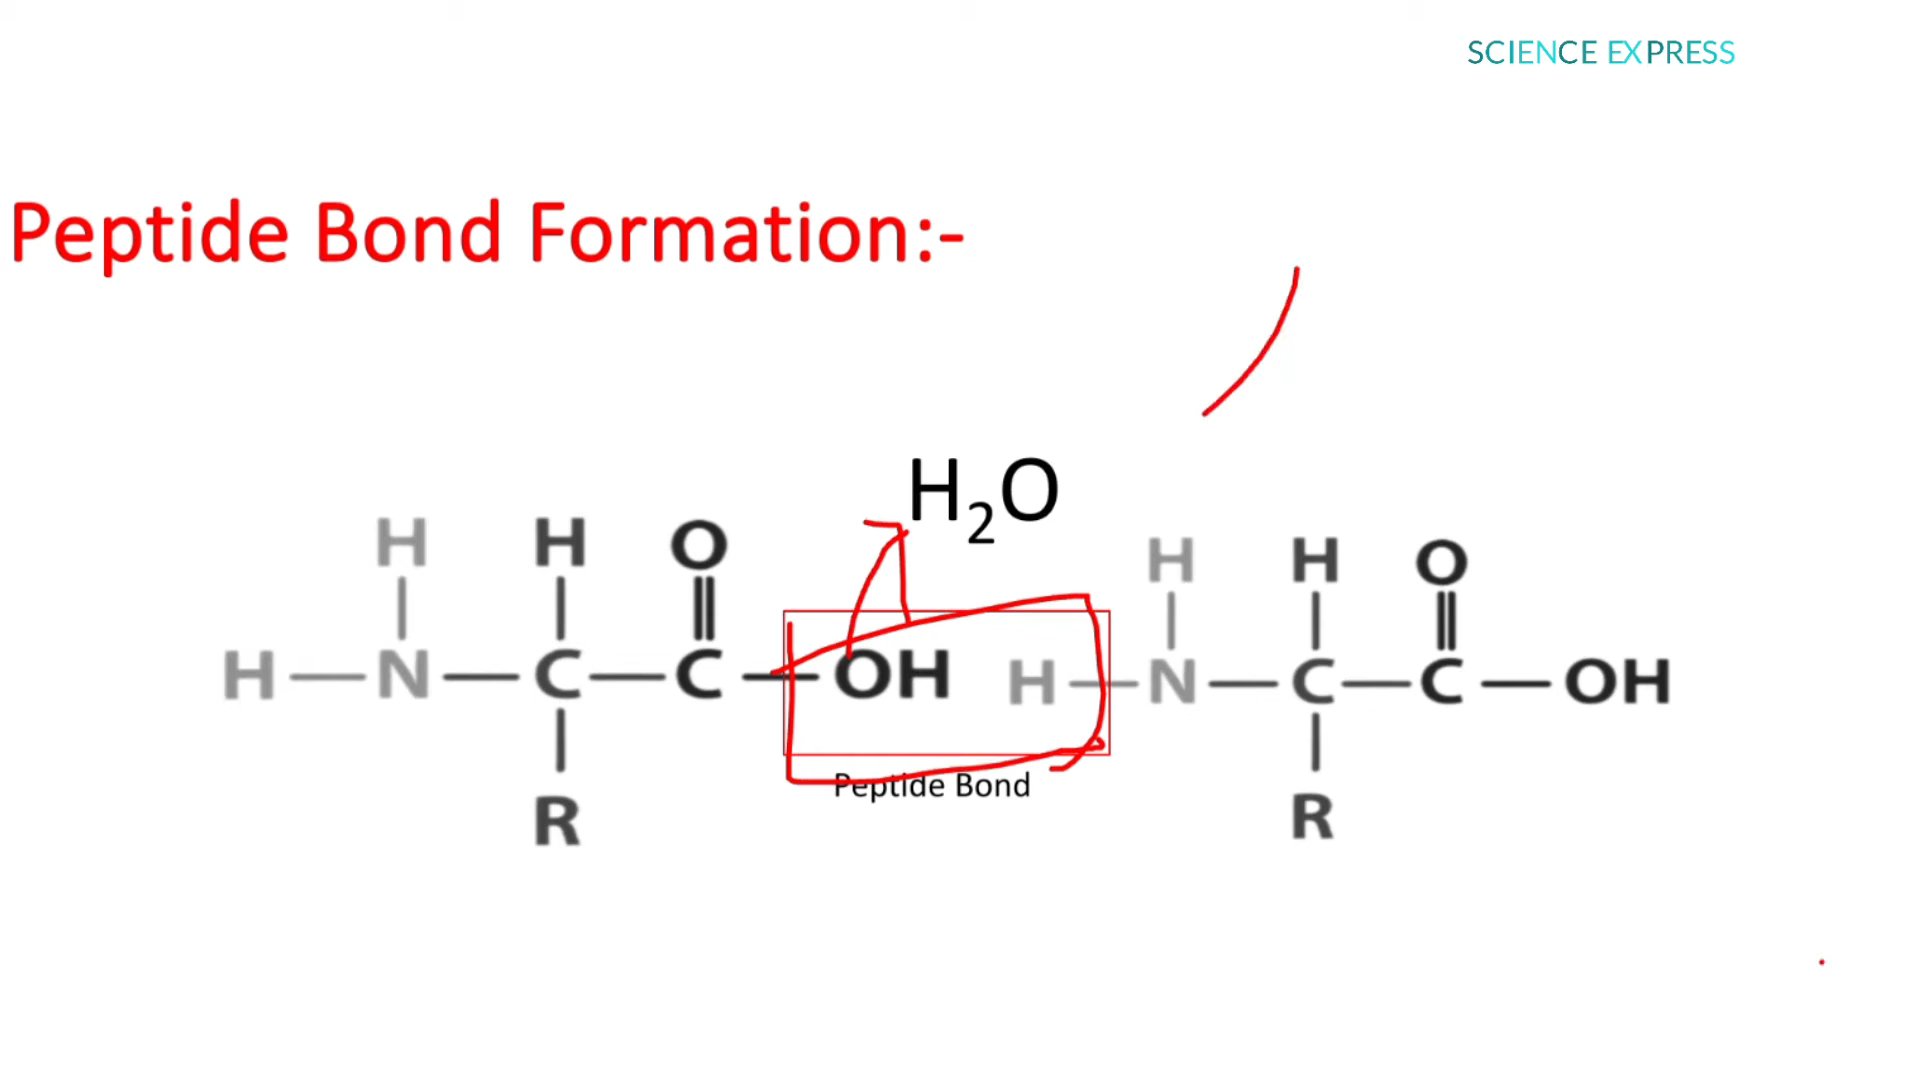 SCIENCE EXPRESS
Peptide Bond Formation:-
H₂O
H H O H H O
H N C C OH H N C C OH
Peptide Bond
R R